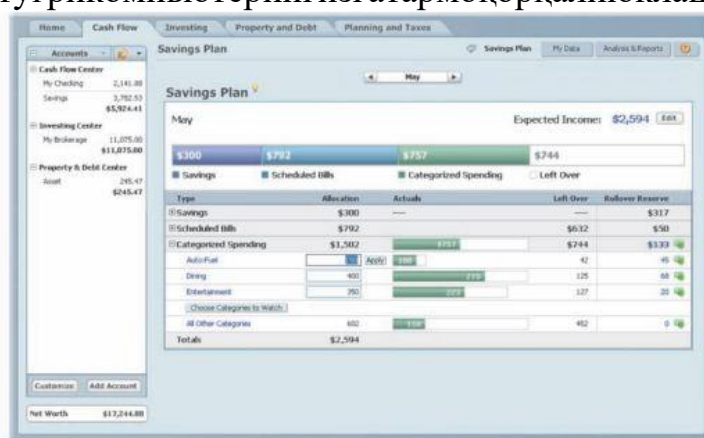 Home Cash Flow Investing Property and Debt Planning and Taxes
Accounts
Savings Plan
Savings Plan My Data Analysis & Reports
Cash Flow Center
My Checking 2,141.88
Savings 3,782.53
$5,924.41
Investing Center
My Brokerage 11,075.00
$11,075.00
Property & Debt Center
Asset 245.47
$245.47
Customize Add Account
Net Worth $17,244.88
May
Savings Plan
May Expected Income: $2,594 Edit
$300 $792 $757 $744
Savings Scheduled Bills Categorized Spending Left Over
Type Allocation Actuals Left Over Rollover Reserve
Savings $300 ---- ---- $317
Scheduled Bills $792 $632 $50
Categorized Spending $1,502 $757 $744 $133
Auto/Fuel Apply 42 45
Dining 400 275 125 68
Entertainment 350 223 127 20
Choose Categories to Watch
All Other Categories 602 452 0
Totals $2,594